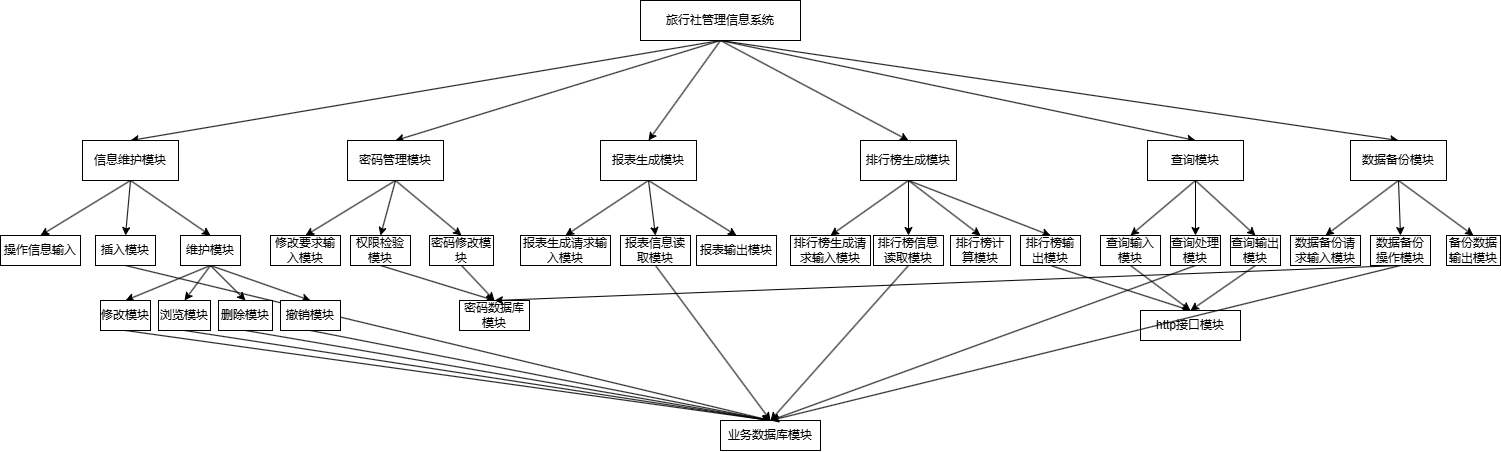 旅行社管理信息系统
信息维护模块
密码管理模块
报表生成模块
排行榜生成模块
查询模块
数据备份模块
操作信息输入
插入模块
维护模块
修改要求输
入模块
权限检验
模块
密码修改模
块
报表生成请求输
入模块
报表信息读
取模块
报表输出模块
排行榜生成请
求输入模块
排行榜信息
读取模块
排行榜计
算模块
排行榜输
出模块
查询输入
模块
查询处理
模块
查询输出
模块
数据备份请
求输入模块
数据备份
操作模块
备份数据
输出模块
修改模块
浏览模块
删除模块
撤销模块
密码数据库
模块
http接口模块
业务数据库模块